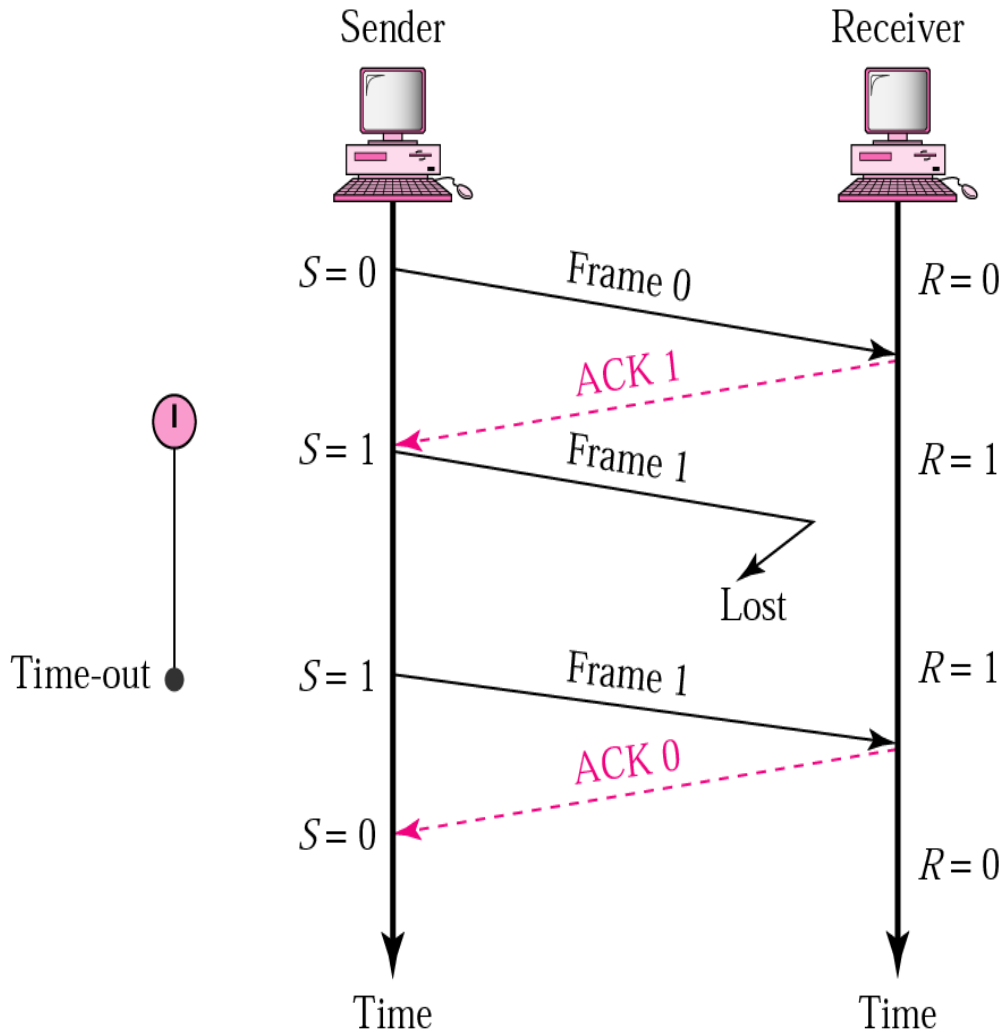 Sender
Receiver
S = 0
Frame 0
R = 0
ACK 1
S = 1
Frame 1
R = 1
Lost
Time-out
S = 1
Frame 1
R = 1
ACK 0
S = 0
R = 0
Time
Time